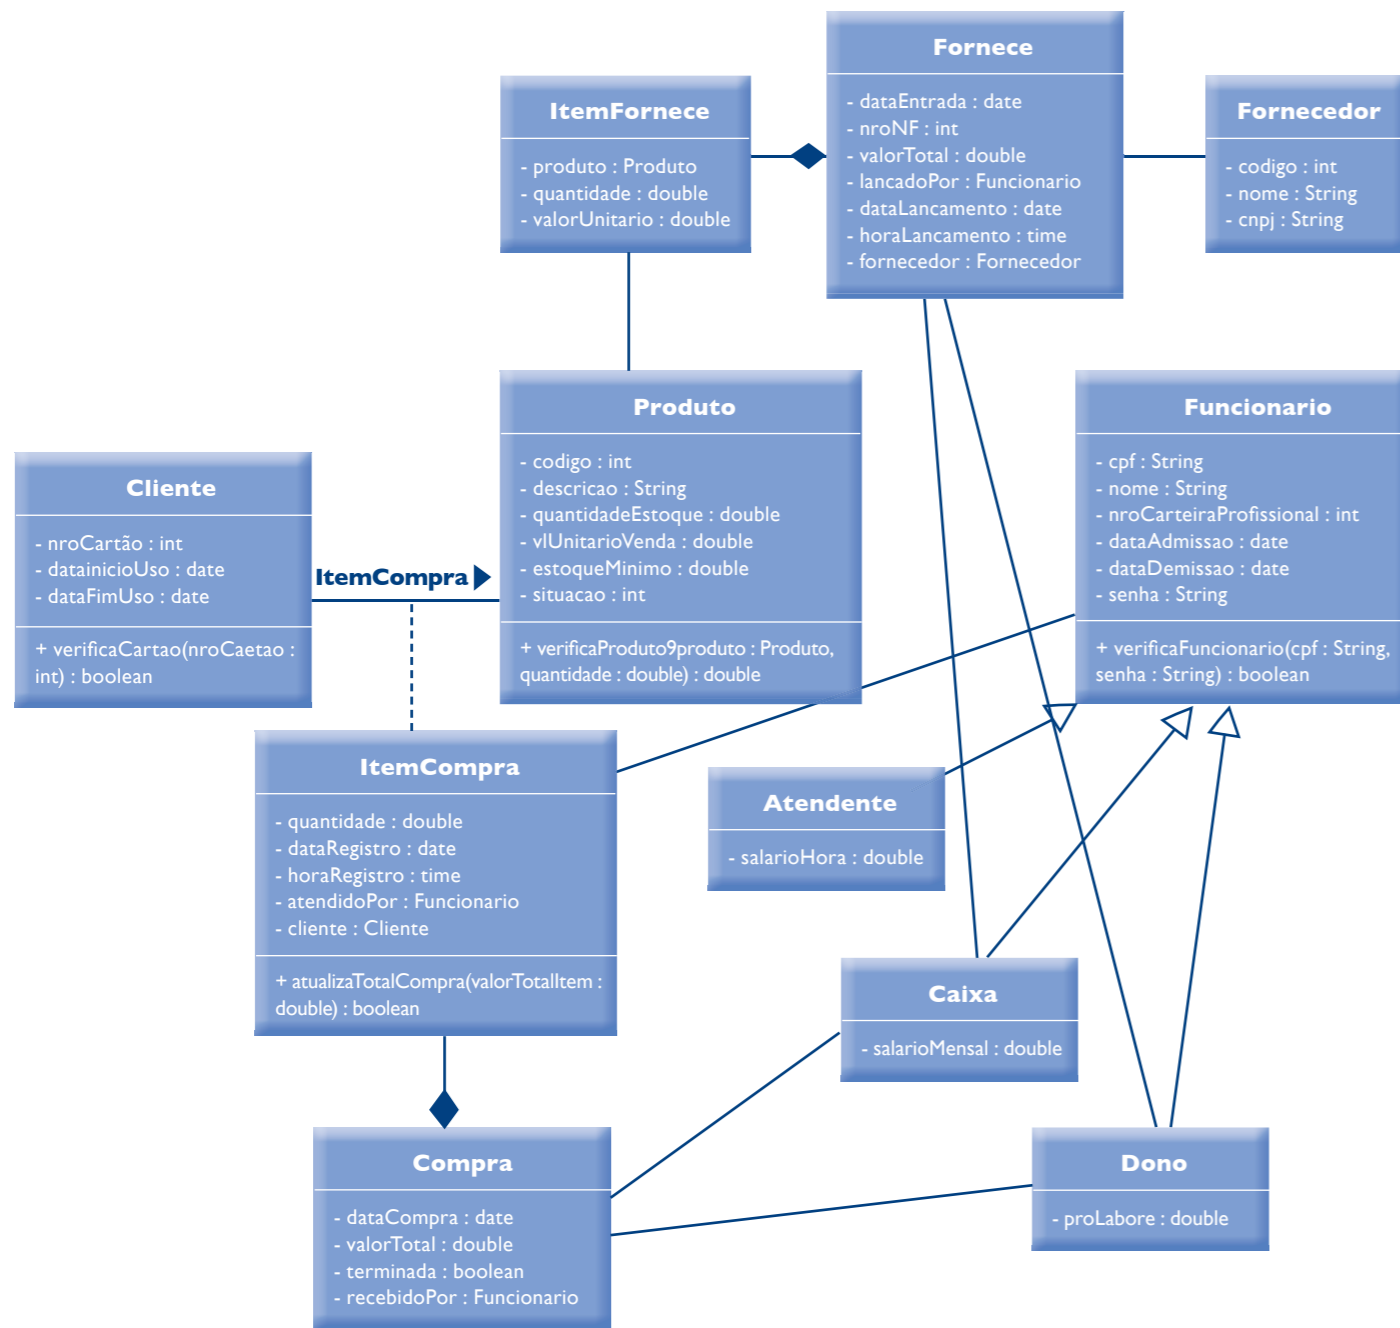 Fornece
- dataEntrada : date
- nroNF : int
- valorTotal : double
- lancadoPor : Funcionario
- dataLancamento : date
- horaLancamento : time
- fornecedor : Fornecedor
ItemFornece
- produto : Produto
- quantidade : double
- valorUnitario : double
Fornecedor
- codigo : int
- nome : String
- cnpj : String
Produto
- codigo : int
- descricao : String
- quantidadeEstoque : double
- vlUnitarioVenda : double
- estoqueMinimo : double
- situacao : int
+ verificaProduto9produto : Produto,
quantidade : double) : double
Funcionario
- cpf : String
- nome : String
- nroCarteiraProfissional : int
- dataAdmissao : date
- dataDemissao : date
- senha : String
+ verificaFuncionario(cpf : String,
senha : String) : boolean
Cliente
- nroCartão : int
- datainicioUso : date
- dataFimUso : date
+ verificaCartao(nroCaetao :
int) : boolean
ItemCompra
ItemCompra
- quantidade : double
- dataRegistro : date
- horaRegistro : time
- atendidoPor : Funcionario
- cliente : Cliente
+ atualizaTotalCompra(valorTotalItem :
double) : boolean
Atendente
- salarioHora : double
Caixa
- salarioMensal : double
Compra
- dataCompra : date
- valorTotal : double
- terminada : boolean
- recebidoPor : Funcionario
Dono
- proLabore : double